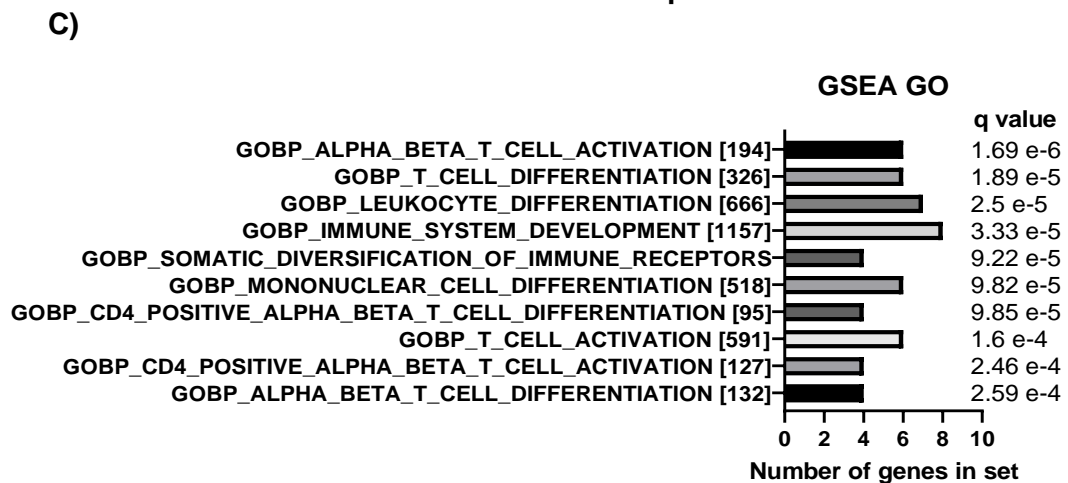 C)
GSEA GO
q value
GOBP_ALPHA_BETA_T_CELL_ACTIVATION [194] 1.69 e-6
GOBP_T_CELL_DIFFERENTIATION [326] 1.89 e-5
GOBP_LEUKOCYTE_DIFFERENTIATION [666] 2.5 e-5
GOBP_IMMUNE_SYSTEM_DEVELOPMENT [1157] 3.33 e-5
GOBP_SOMATIC_DIVERSIFICATION_OF_IMMUNE_RECEPTORS 9.22 e-5
GOBP_MONONUCLEAR_CELL_DIFFERENTIATION [518] 9.82 e-5
GOBP_CD4_POSITIVE_ALPHA_BETA_T_CELL_DIFFERENTIATION [95] 9.85 e-5
GOBP_T_CELL_ACTIVATION [591] 1.6 e-4
GOBP_CD4_POSITIVE_ALPHA_BETA_T_CELL_ACTIVATION [127] 2.46 e-4
GOBP_ALPHA_BETA_T_CELL_DIFFERENTIATION [132] 2.59 e-4
0 2 4 6 8 10
Number of genes in set